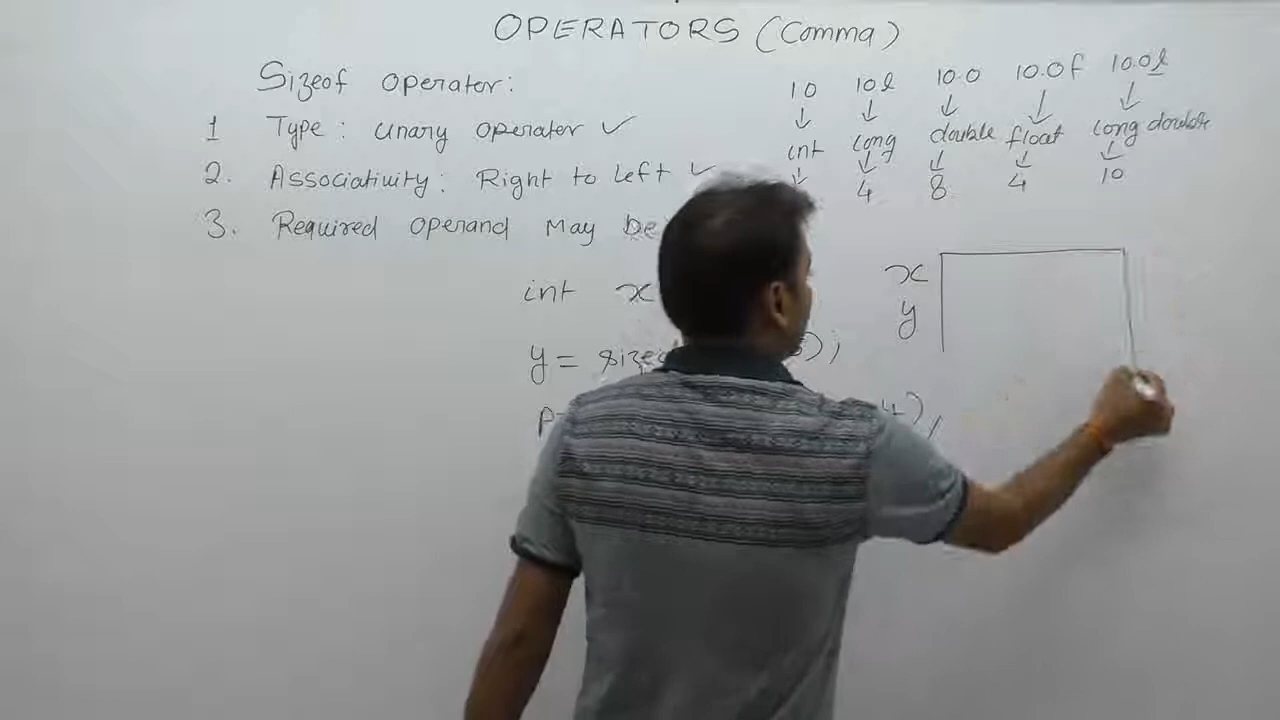 OPERATORS (Comma)
Sizeof operator:
1 Type: unary operator ✓
2. Associativity: Right to left ✓
3. Required operand May be
10 10l 10.0 10.0f 10.0l
↓ ↓ ↓ ↓ ↓
int long double float long double
↓ ↓ ↓ ↓ ↓
4 8 4 10
int x
y = size );
x
y